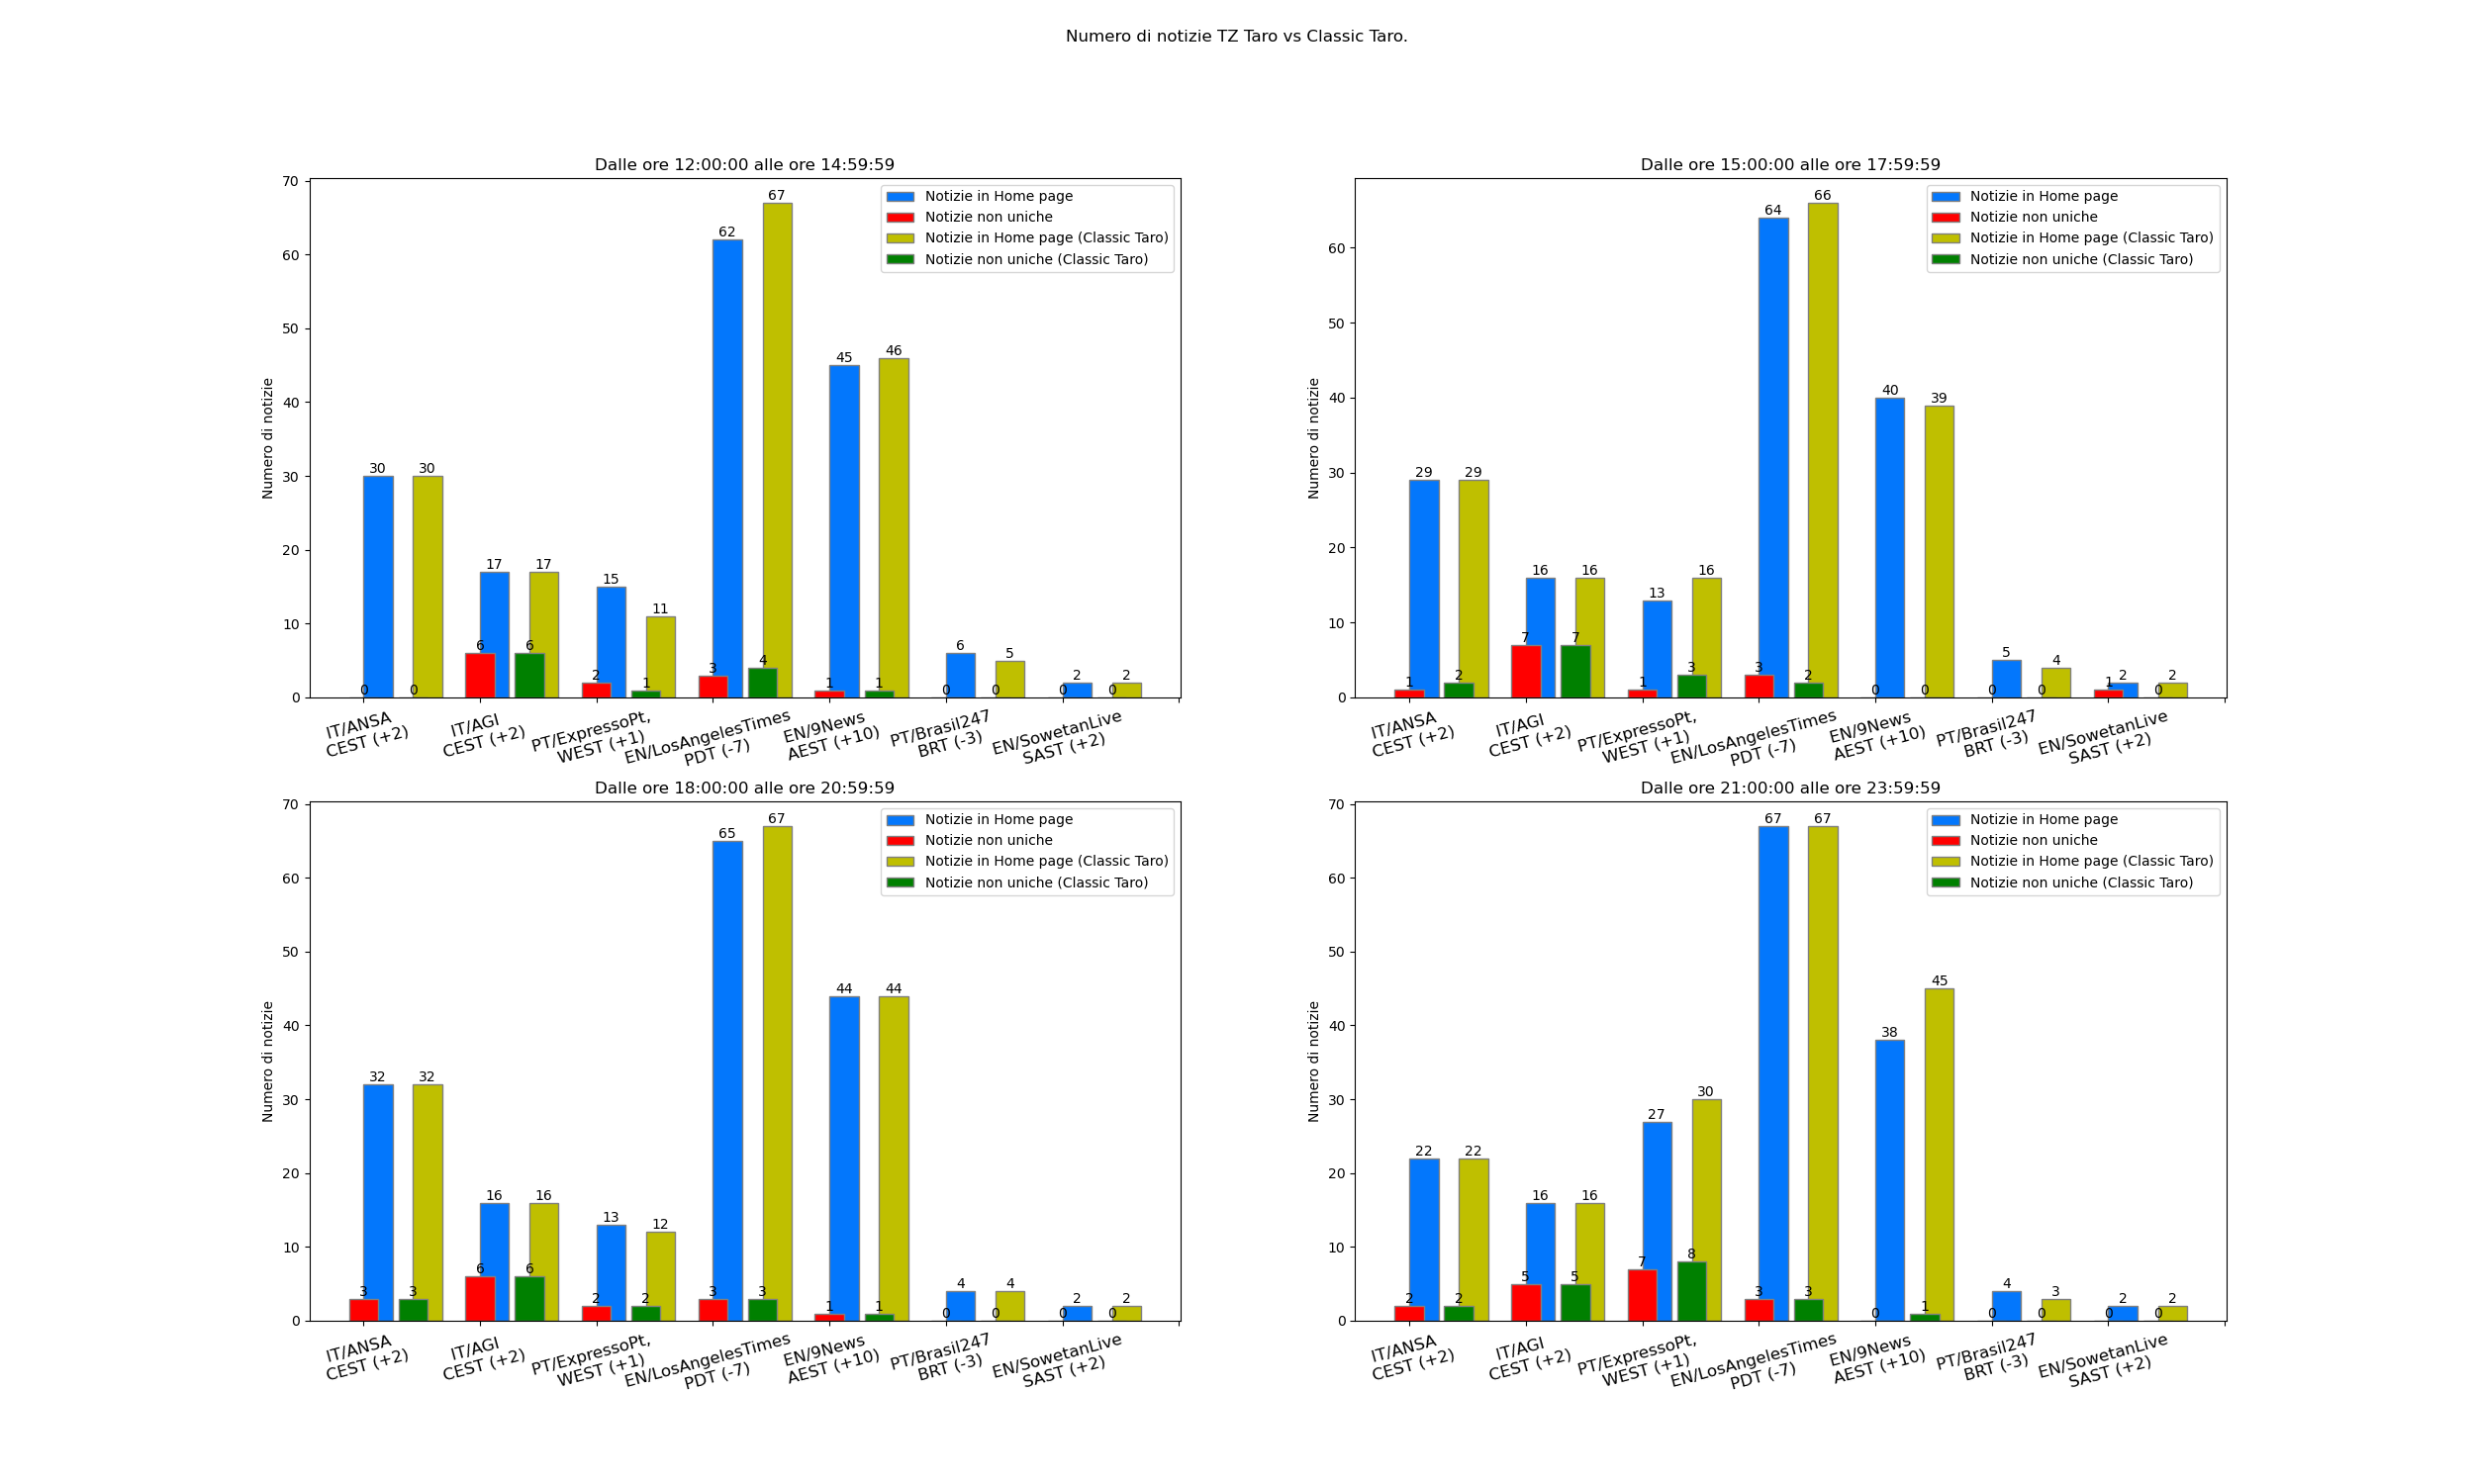 Numero di notizie TZ Taro vs Classic Taro.
Dalle ore 12:00:00 alle ore 14:59:59
Numero di notizie
70
60
50
40
30
20
10
0
Notizie in Home page
Notizie non uniche
Notizie in Home page (Classic Taro)
Notizie non uniche (Classic Taro)
30 30 17 17 15 11 62 67 45 46 6 5 2 2
0 0 6 6 2 1 3 4 1 1 0 0 0 0
IT/ANSA
CEST (+2)
IT/AGI
CEST (+2)
PT/ExpressoPt,
WEST (+1)
EN/LosAngelesTimes
PDT (-7)
EN/9News
AEST (+10)
PT/Brasil247
BRT (-3)
EN/SowetanLive
SAST (+2)
Dalle ore 15:00:00 alle ore 17:59:59
Numero di notizie
60
50
40
30
20
10
0
Notizie in Home page
Notizie non uniche
Notizie in Home page (Classic Taro)
Notizie non uniche (Classic Taro)
29 29 16 16 13 16 64 66 40 39 5 4 2 2
1 2 7 7 1 3 3 2 0 0 0 0 1 0
IT/ANSA
CEST (+2)
IT/AGI
CEST (+2)
PT/ExpressoPt,
WEST (+1)
EN/LosAngelesTimes
PDT (-7)
EN/9News
AEST (+10)
PT/Brasil247
BRT (-3)
EN/SowetanLive
SAST (+2)
Dalle ore 18:00:00 alle ore 20:59:59
Numero di notizie
70
60
50
40
30
20
10
0
Notizie in Home page
Notizie non uniche
Notizie in Home page (Classic Taro)
Notizie non uniche (Classic Taro)
32 32 16 16 13 12 65 67 44 44 4 4 2 2
3 3 6 6 2 2 3 3 1 1 0 0 0 0
IT/ANSA
CEST (+2)
IT/AGI
CEST (+2)
PT/ExpressoPt,
WEST (+1)
EN/LosAngelesTimes
PDT (-7)
EN/9News
AEST (+10)
PT/Brasil247
BRT (-3)
EN/SowetanLive
SAST (+2)
Dalle ore 21:00:00 alle ore 23:59:59
Numero di notizie
70
60
50
40
30
20
10
0
Notizie in Home page
Notizie non uniche
Notizie in Home page (Classic Taro)
Notizie non uniche (Classic Taro)
22 22 16 16 27 30 67 67 38 45 4 3 2 2
2 2 5 5 7 8 3 3 0 1 0 0 0 0
IT/ANSA
CEST (+2)
IT/AGI
CEST (+2)
PT/ExpressoPt,
WEST (+1)
EN/LosAngelesTimes
PDT (-7)
EN/9News
AEST (+10)
PT/Brasil247
BRT (-3)
EN/SowetanLive
SAST (+2)